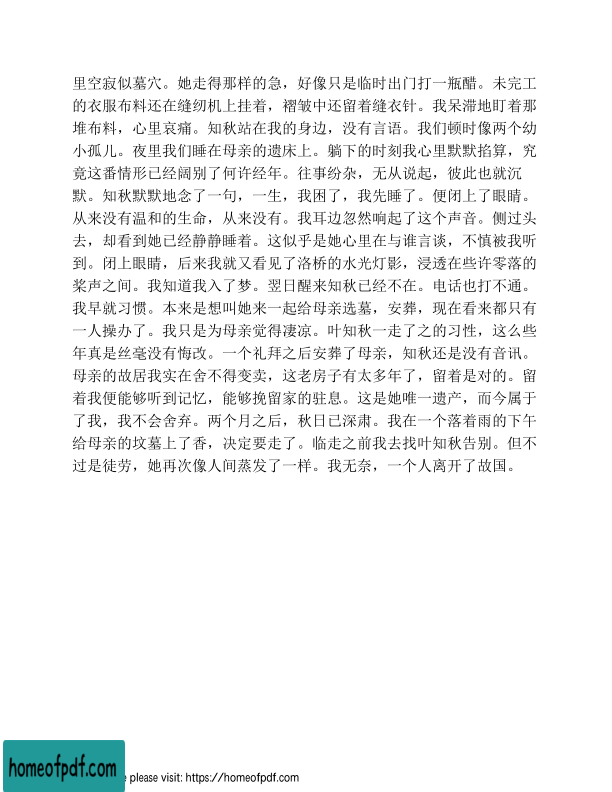 里空寂似墓穴。她走得那样的急，好像只是临时出门打一瓶醋。未完工
的衣服布料还在缝纫机上挂着，褶皱中还留着缝衣针。我呆滞地盯着那
堆布料，心里哀痛。知秋站在我的身边，没有言语。我们顿时像两个幼
小孤儿。夜里我们睡在母亲的遗床上。躺下的时刻我心里默默掐算，究
竟这番情形已经阔别了何许经年。往事纷杂，无从说起，彼此也就沉
默。知秋默默地念了一句，一生，我困了，我先睡了。便闭上了眼睛。
从来没有温和的生命，从来没有。我耳边忽然响起了这个声音。侧过头
去，却看到她已经静静睡着。这似乎是她心里在与谁言谈，不慎被我听
到。闭上眼睛，后来我就又看见了洛桥的水光灯影，浸透在些许零落的
桨声之间。我知道我入了梦。翌日醒来知秋已经不在。电话也打不通。
我早就习惯。本来是想叫她来一起给母亲选墓，安葬，现在看来都只有
一人操办了。我只是为母亲觉得凄凉。叶知秋一走了之的习性，这么些
年真是丝毫没有悔改。一个礼拜之后安葬了母亲，知秋还是没有音讯。
母亲的故居我实在舍不得变卖，这老房子有太多年了，留着是对的。留
着我便能够听到记忆，能够挽留家的驻息。这是她唯一遗产，而今属于
了我，我不会舍弃。两个月之后，秋日已深肃。我在一个落着雨的下午
给母亲的坟墓上了香，决定要走了。临走之前我去找叶知秋告别。但不
过是徒劳，她再次像人间蒸发了一样。我无奈，一个人离开了故国。
homeofpdf.com
e please visit: https://homeofpdf.com